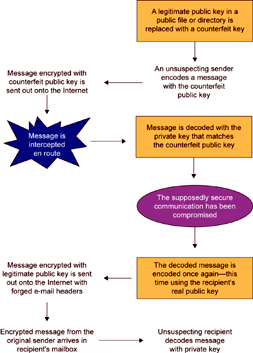 A legitimate public key in a
public file or directory is
replaced with a counterfeit key
Message encrypted with
counterfeit public key is
sent out onto the Internet
An unsuspecting sender
encodes a message with
the counterfeit
public key
Message is
intercepted
en route
Message is decoded with the
private key that matches
the counterfeit public key
The supposedly secure
communication has been
compromised
Message encrypted with
legitimate public key is sent
out onto the Internet with
forged e-mail headers
The decoded message is
encoded once again—this
time using the recipient's
real public key
Encrypted message from the
original sender arrives in
recipient's mailbox
Unsuspecting recipient
decodes message
with private key